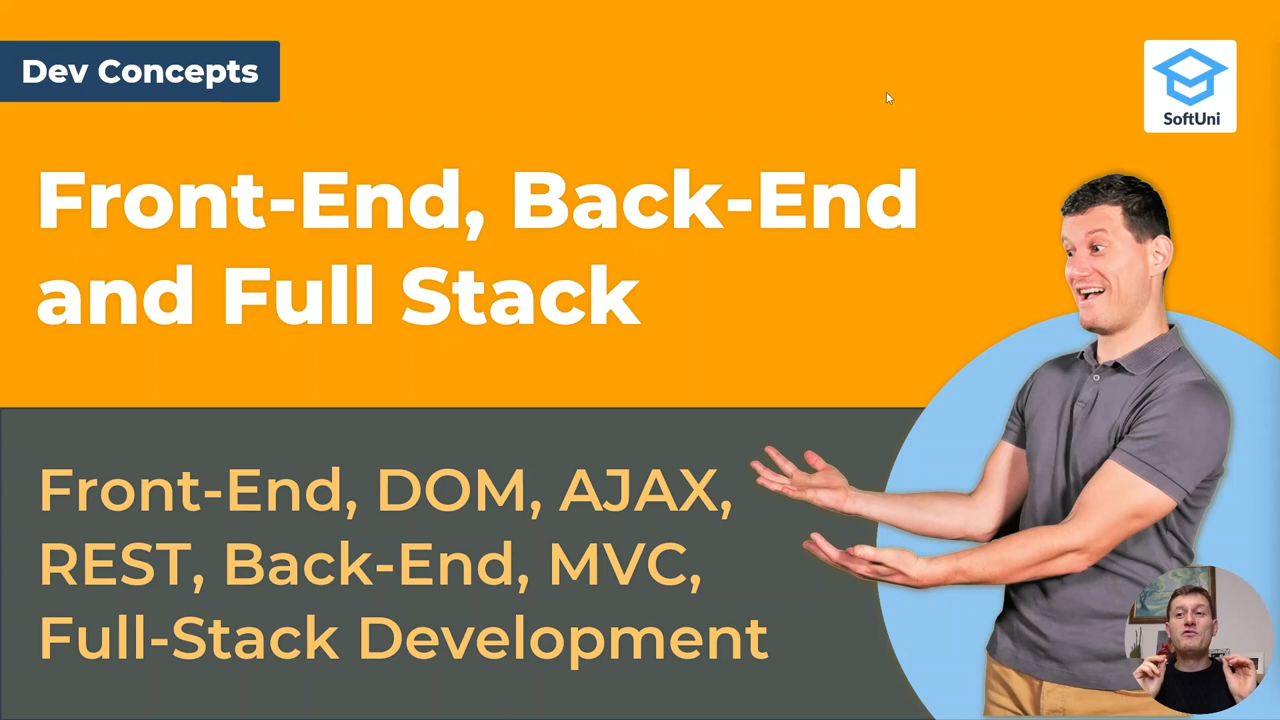 Dev Concepts
SoftUni
Front-End, Back-End
and Full Stack
Front-End, DOM, AJAX,
REST, Back-End, MVC,
Full-Stack Development